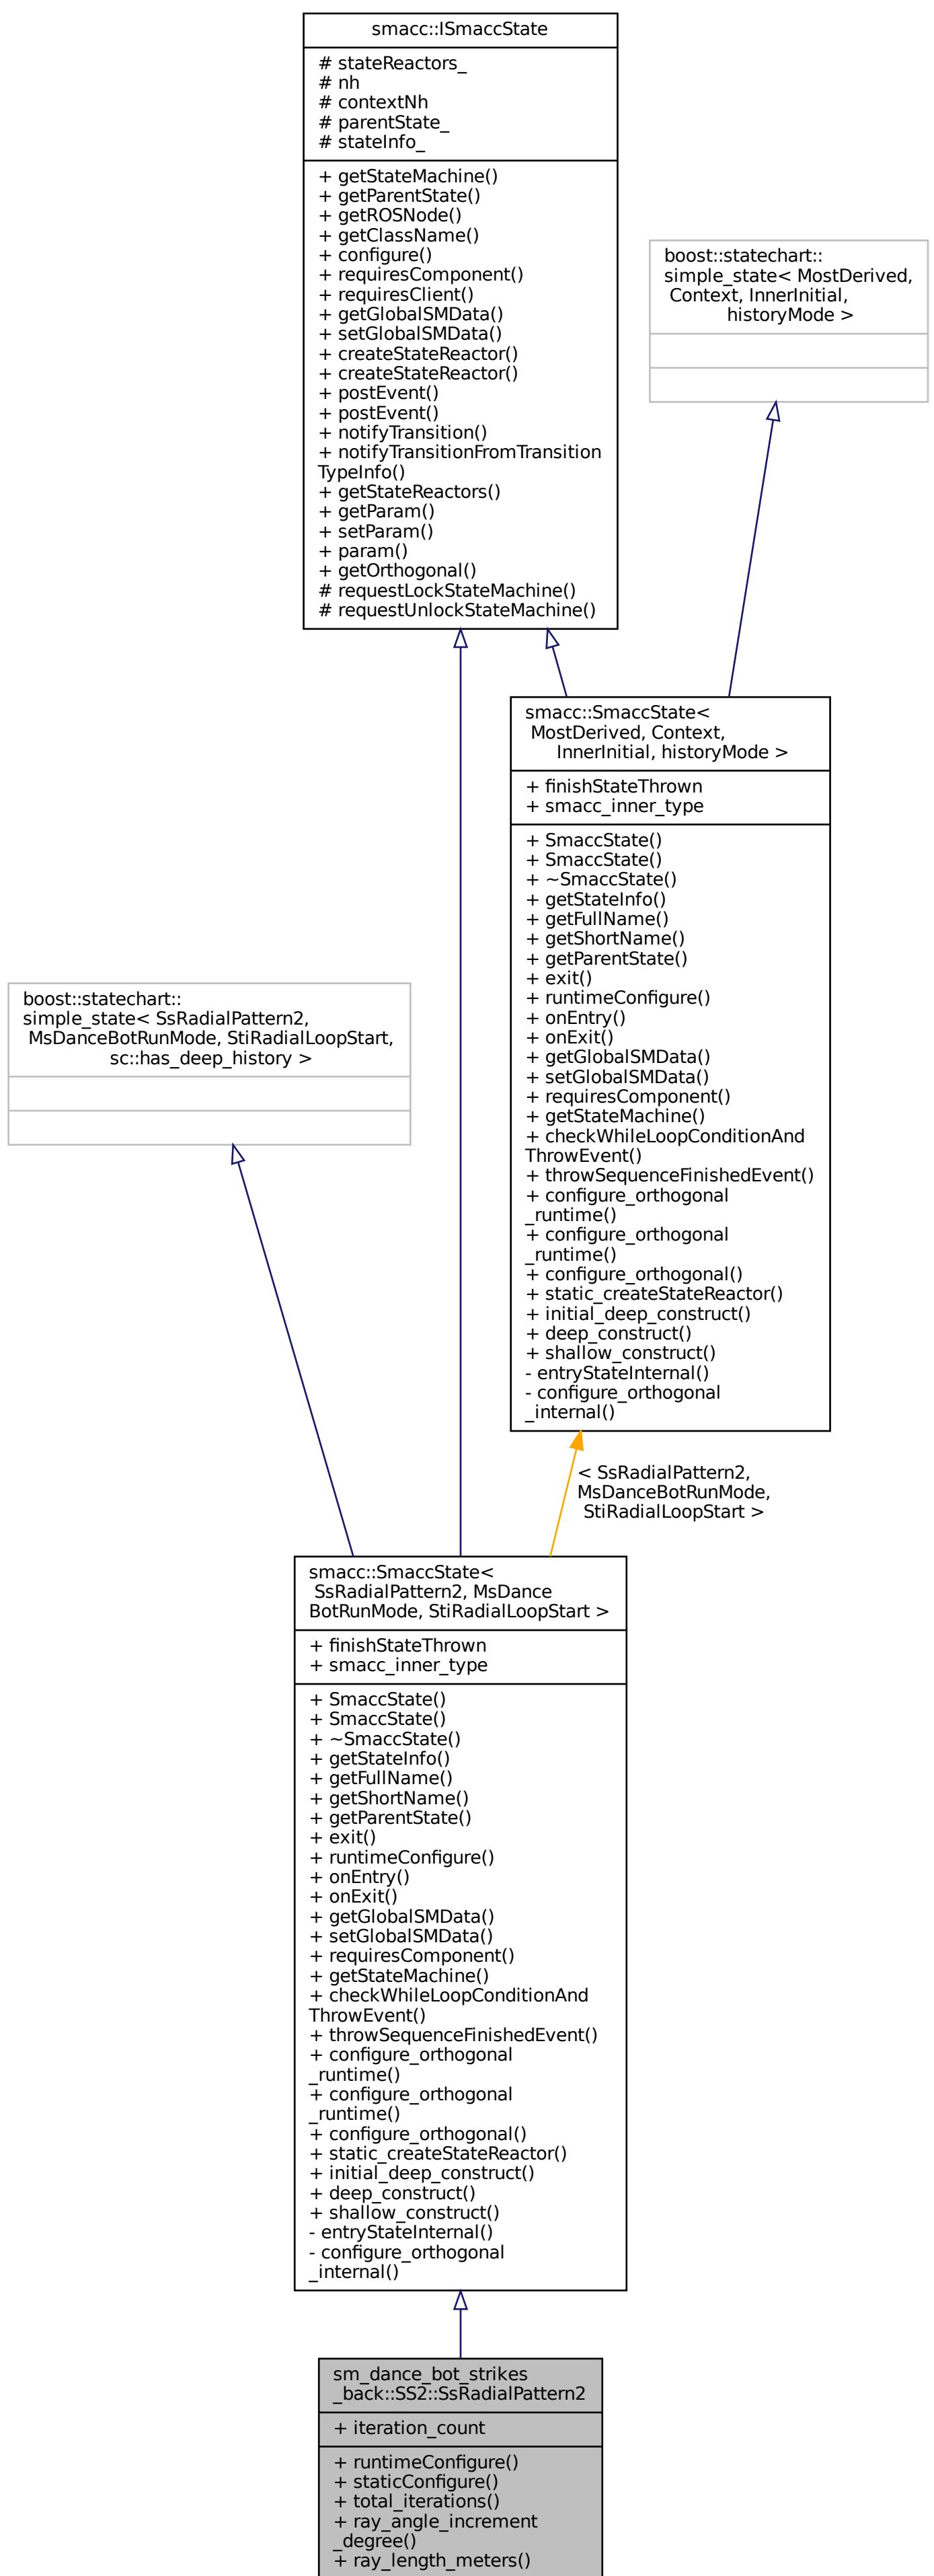 smacc::ISmaccState
# stateReactors_
# nh
# contextNh
# parentState_
# stateInfo_
+ getStateMachine()
+ getParentState()
+ getROSNode()
+ getClassName()
+ configure()
+ requiresComponent()
+ requiresClient()
+ getGlobalSMData()
+ setGlobalSMData()
+ createStateReactor()
+ createStateReactor()
+ postEvent()
+ postEvent()
+ notifyTransition()
+ notifyTransitionFromTransition
TypeInfo()
+ getStateReactors()
+ getParam()
+ setParam()
+ param()
+ getOrthogonal()
# requestLockStateMachine()
# requestUnlockStateMachine()
boost::statechart::
simple_state< MostDerived,
Context, InnerInitial,
historyMode >
smacc::SmaccState<
MostDerived, Context,
InnerInitial, historyMode >
+ finishStateThrown
+ smacc_inner_type
+ SmaccState()
+ SmaccState()
+ ~SmaccState()
+ getStateInfo()
+ getFullName()
+ getShortName()
+ getParentState()
+ exit()
+ runtimeConfigure()
+ onEntry()
+ onExit()
+ getGlobalSMData()
+ setGlobalSMData()
+ requiresComponent()
+ getStateMachine()
+ checkWhileLoopConditionAnd
ThrowEvent()
+ throwSequenceFinishedEvent()
+ configure_orthogonal
_runtime()
+ configure_orthogonal
_runtime()
+ configure_orthogonal()
+ static_createStateReactor()
+ initial_deep_construct()
+ deep_construct()
+ shallow_construct()
- entryStateInternal()
- configure_orthogonal
_internal()
boost::statechart::
simple_state< SsRadialPattern2,
MsDanceBotRunMode, StiRadialLoopStart,
sc::has_deep_history >
< SsRadialPattern2,
MsDanceBotRunMode,
StiRadialLoopStart >
smacc::SmaccState<
SsRadialPattern2, MsDance
BotRunMode, StiRadialLoopStart >
+ finishStateThrown
+ smacc_inner_type
+ SmaccState()
+ SmaccState()
+ ~SmaccState()
+ getStateInfo()
+ getFullName()
+ getShortName()
+ getParentState()
+ exit()
+ runtimeConfigure()
+ onEntry()
+ onExit()
+ getGlobalSMData()
+ setGlobalSMData()
+ requiresComponent()
+ getStateMachine()
+ checkWhileLoopConditionAnd
ThrowEvent()
+ throwSequenceFinishedEvent()
+ configure_orthogonal
_runtime()
+ configure_orthogonal
_runtime()
+ configure_orthogonal()
+ static_createStateReactor()
+ initial_deep_construct()
+ deep_construct()
+ shallow_construct()
- entryStateInternal()
- configure_orthogonal
_internal()
sm_dance_bot_strikes
_back::SS2::SsRadialPattern2
+ iteration_count
+ runtimeConfigure()
+ staticConfigure()
+ total_iterations()
+ ray_angle_increment
_degree()
+ ray_length_meters()